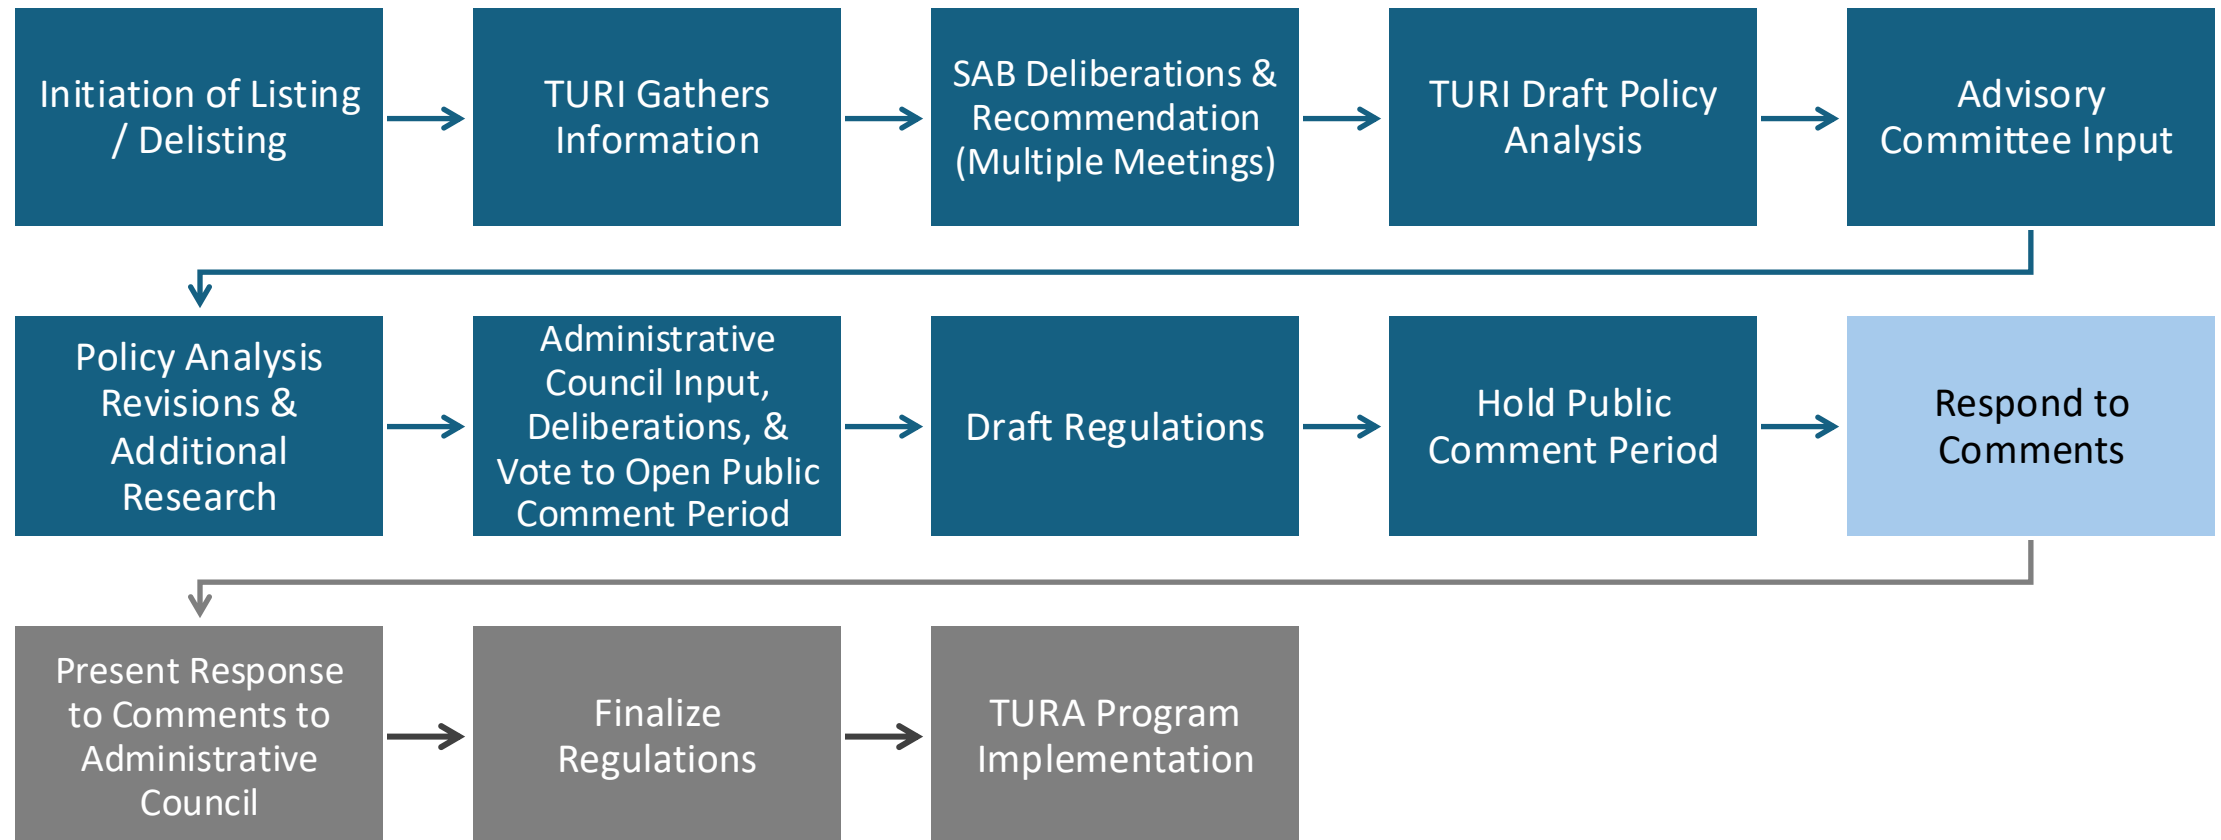 Initiation of Listing
/ Delisting
TURI Gathers
Information
SAB Deliberations &
Recommendation
(Multiple Meetings)
TURI Draft Policy
Analysis
Advisory
Committee Input
Policy Analysis
Revisions &
Additional
Research
Administrative
Council Input,
Deliberations, &
Vote to Open Public
Comment Period
Draft Regulations
Hold Public
Comment Period
Respond to
Comments
Present Response
to Comments to
Administrative
Council
Finalize
Regulations
TURA Program
Implementation